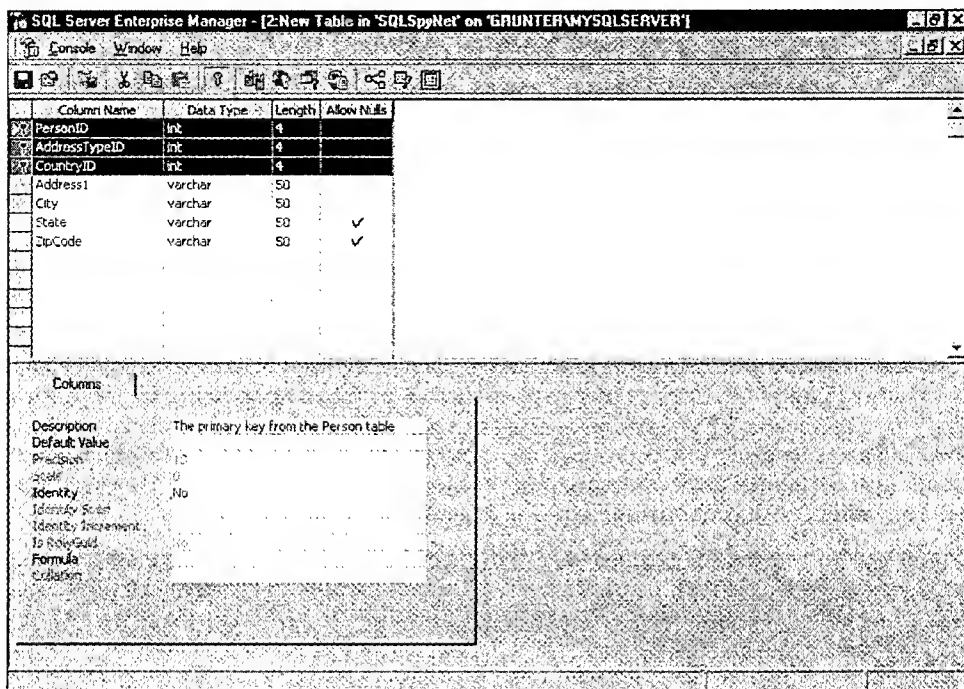 SQL Server Enterprise Manager - [2:New Table in 'SQLSpyNet' on 'GRUNTER\MYSQLSERVER']
Console Window Help
Column Name Data Type Length Allow Nulls
PersonID int 4
AddressTypeID int 4
CountryID int 4
Address1 varchar 50
City varchar 50
State varchar 50 ✓
ZipCode varchar 50 ✓
Columns
Description The primary key from the Person table
Default Value
Precision 10
Scale 0
Identity No
Identity Seed
Identity Increment
Is RowGuid
Formula
Collation